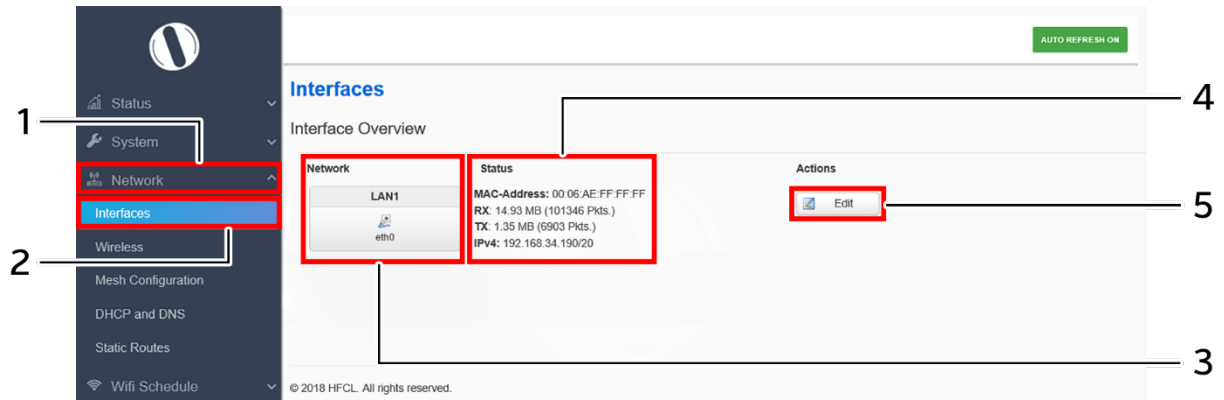 AUTO REFRESH ON
Status
System
Network
Interfaces
Wireless
Mesh Configuration
DHCP and DNS
Static Routes
Wifi Schedule
Interfaces
Interface Overview
Network
LAN1
eth0
Status
MAC-Address: 00:06:AE:FF:FF:FF
RX: 14.93 MB (101346 Pkts.)
TX: 1.35 MB (6903 Pkts.)
IPv4: 192.168.34.190/20
Actions
Edit
© 2018 HFCL. All rights reserved.
1
2
3
4
5